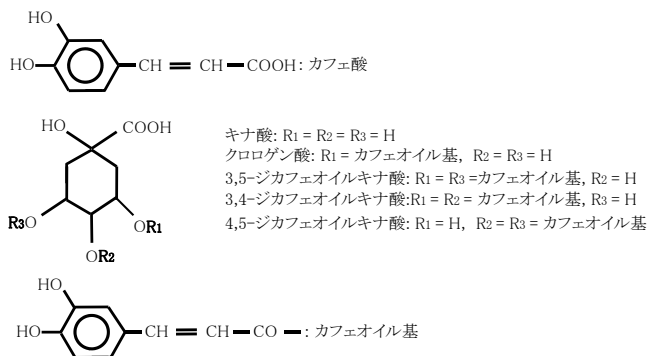 HO
HO CH = CH — COOH: カフェ酸
HO COOH
キナ酸: R1 = R2 = R3 = H
クロロゲン酸: R1 = カフェオイル基, R2 = R3 = H
3,5-ジカフェオイルキナ酸: R1 = R3 =カフェオイル基, R2 = H
3,4-ジカフェオイルキナ酸:R1 = R2 = カフェオイル基, R3 = H
4,5-ジカフェオイルキナ酸: R1 = H, R2 = R3 = カフェオイル基
R3O OR1
OR2
HO
HO CH = CH — CO —: カフェオイル基